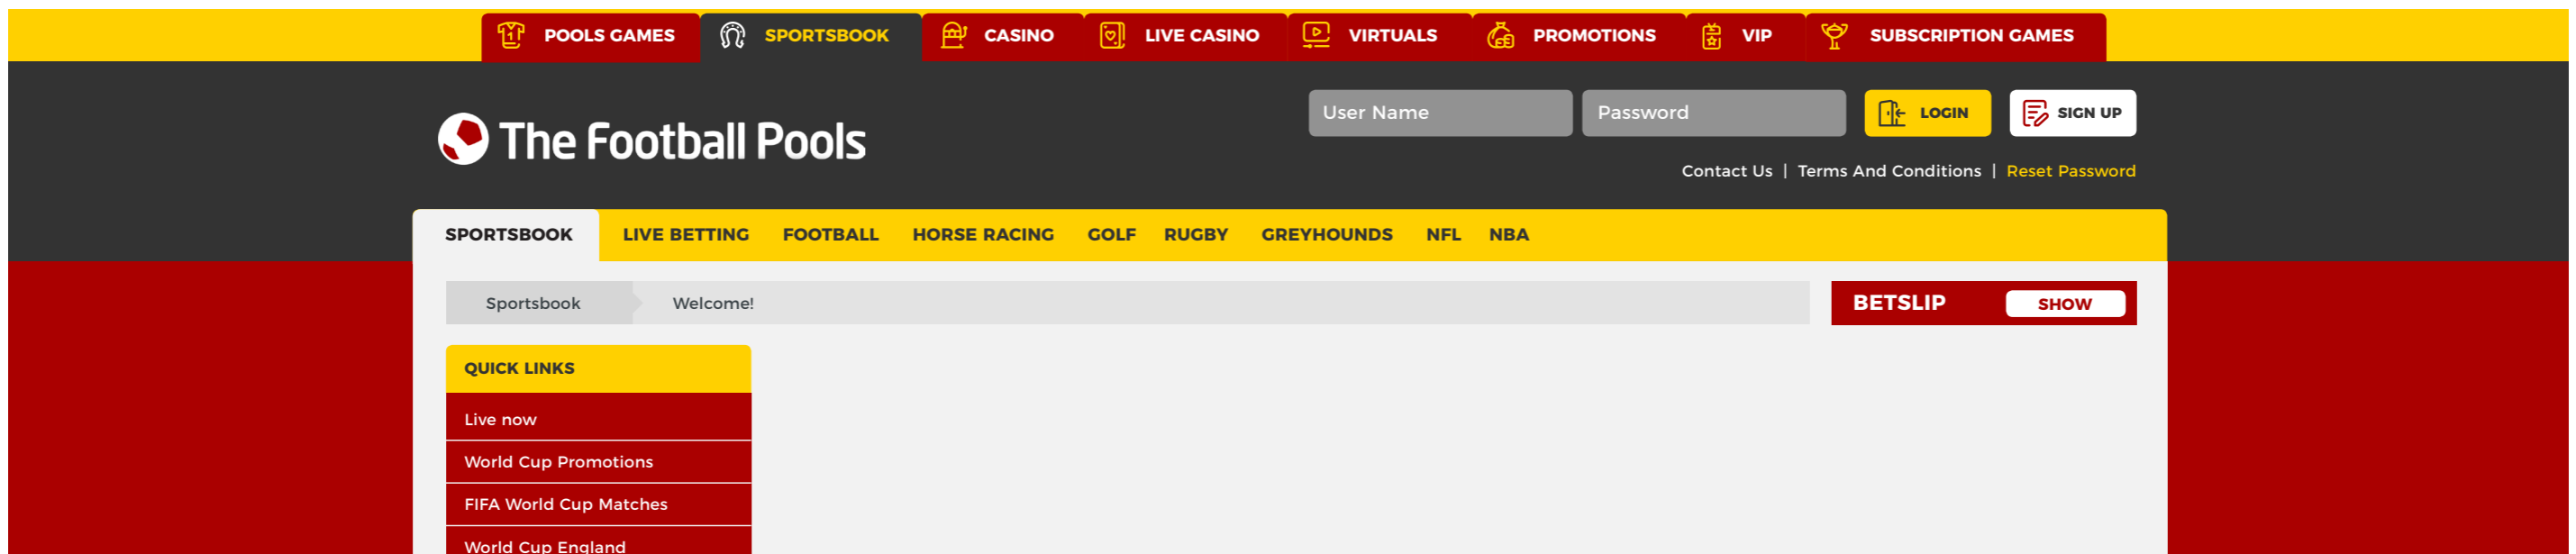 POOLS GAMES SPORTSBOOK CASINO LIVE CASINO VIRTUALS PROMOTIONS VIP SUBSCRIPTION GAMES
User Name Password LOGIN SIGN UP
The Football Pools
Contact Us | Terms And Conditions | Reset Password
SPORTSBOOK LIVE BETTING FOOTBALL HORSE RACING GOLF RUGBY GREYHOUNDS NFL NBA
Sportsbook Welcome! BETSLIP SHOW
QUICK LINKS
Live now
World Cup Promotions
FIFA World Cup Matches
World Cup England